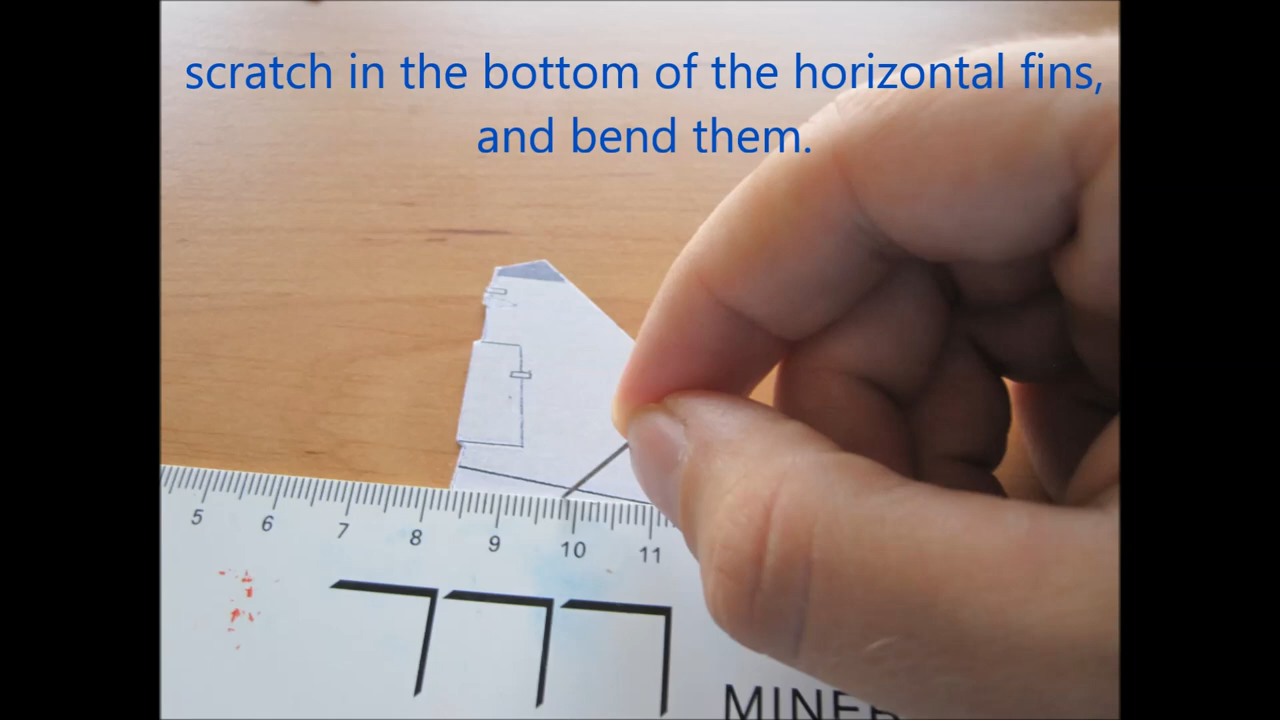 scratch in the bottom of the horizontal fins,
and bend them.
5 6 7 8 9 10 11